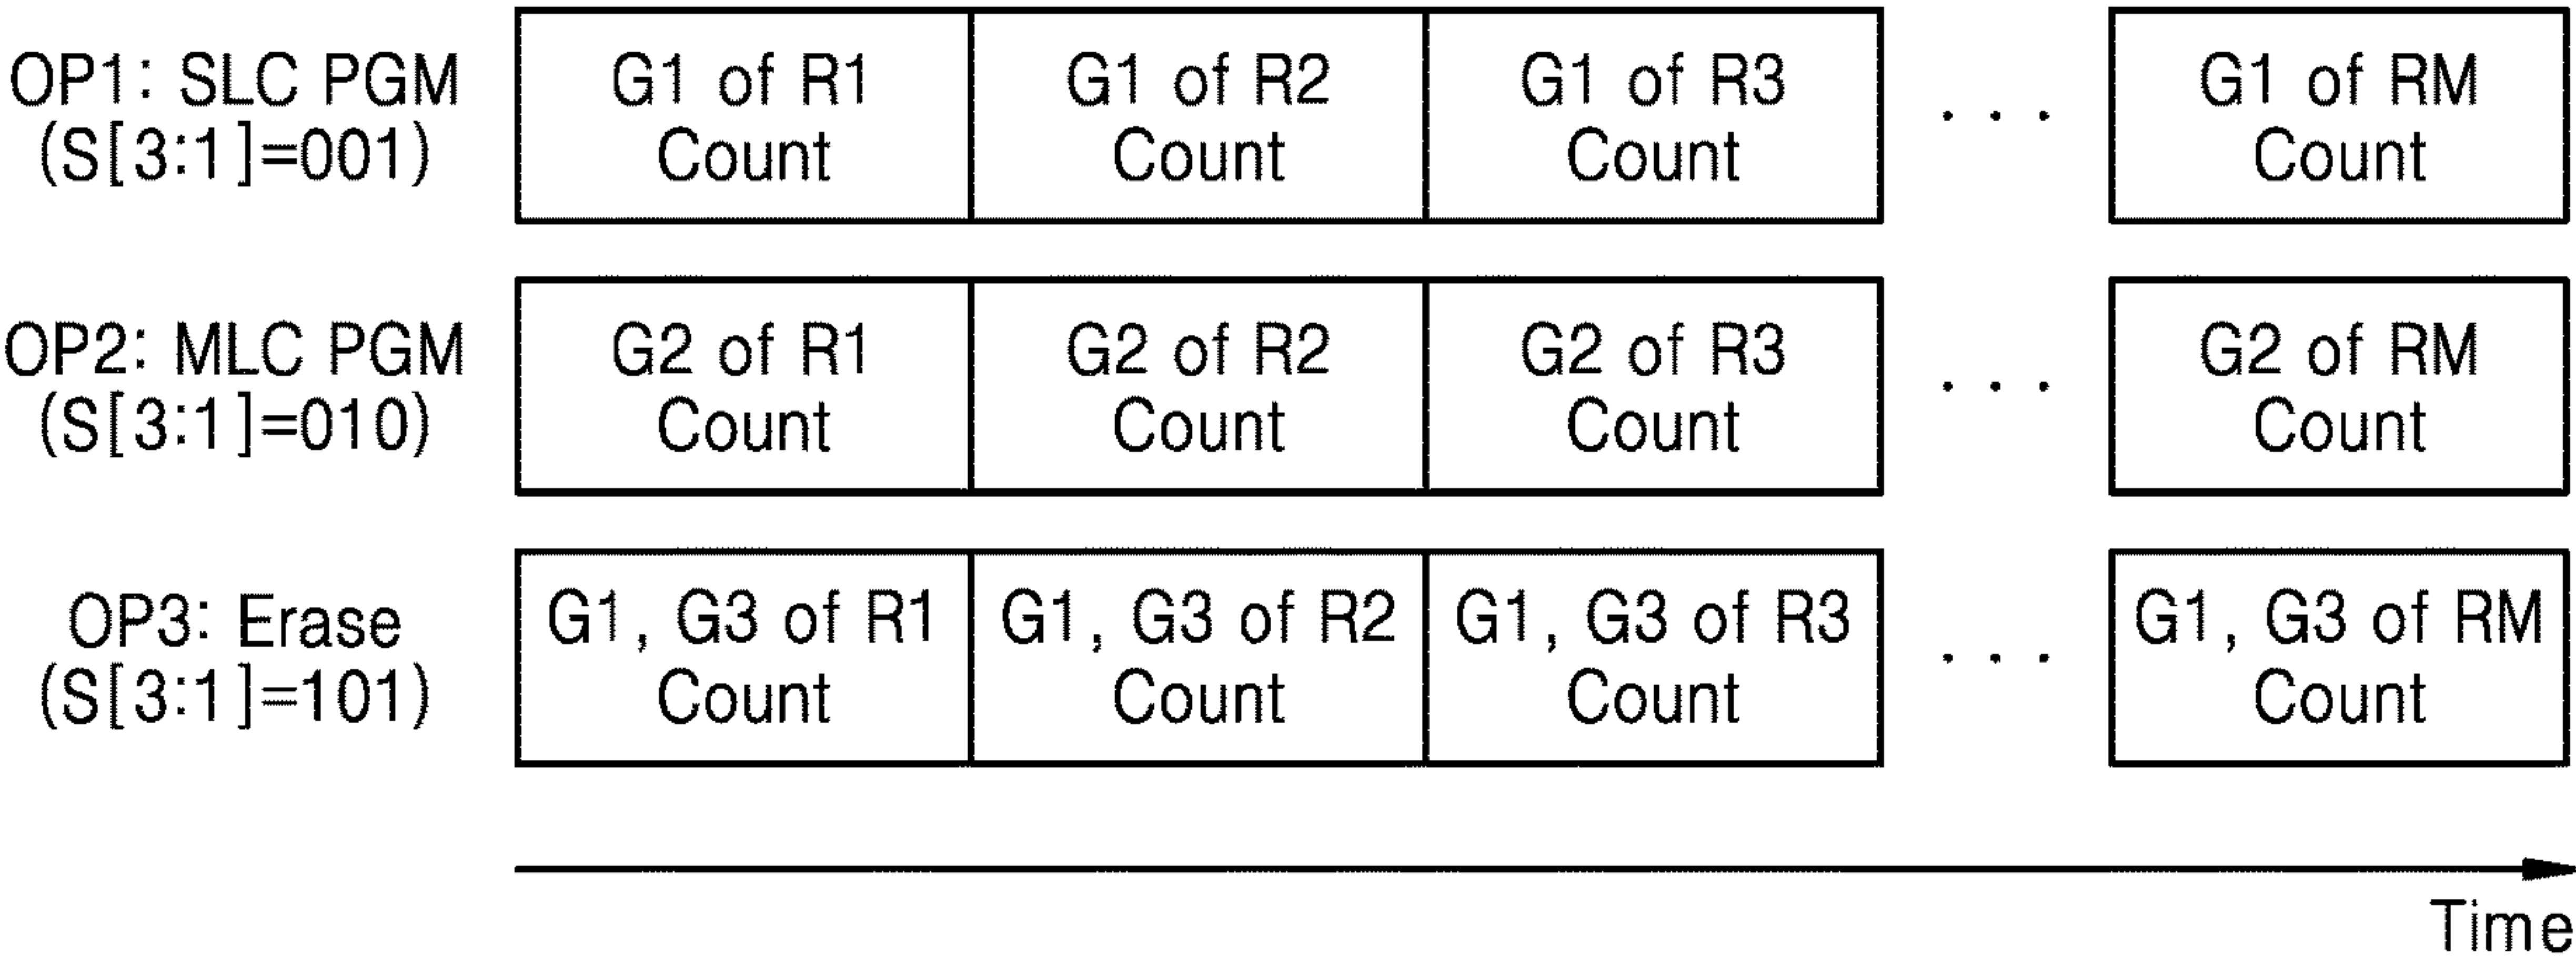 OP1: SLC PGM
(S[3:1]=001)
G1 of R1
Count
G1 of R2
Count
G1 of R3
Count
. . .
G1 of RM
Count
OP2: MLC PGM
(S[3:1]=010)
G2 of R1
Count
G2 of R2
Count
G2 of R3
Count
. . .
G2 of RM
Count
OP3: Erase
(S[3:1]=101)
G1, G3 of R1
Count
G1, G3 of R2
Count
G1, G3 of R3
Count
. . .
G1, G3 of RM
Count
Time